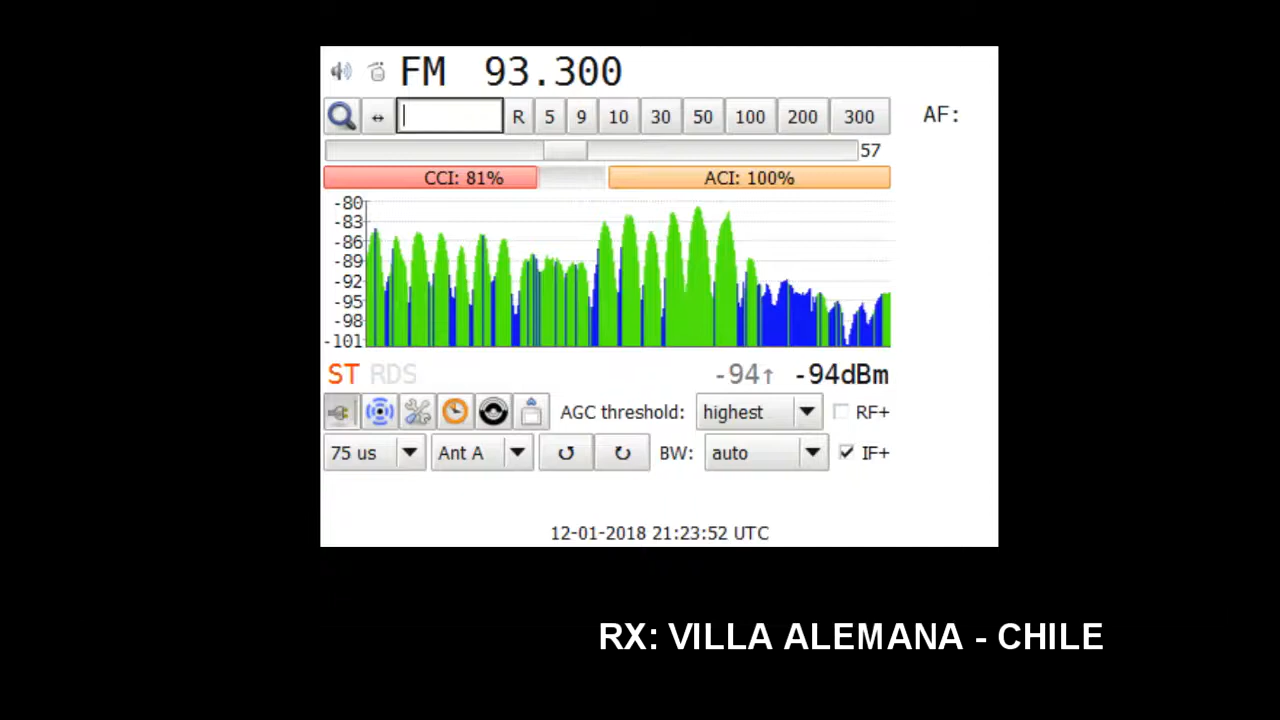 FM 93.300
R 5 9 10 30 50 100 200 300 AF:
57
CCI: 81% ACI: 100%
-80
-83
-86
-89
-92
-95
-98
-101
ST RDS -94↑ -94dBm
AGC threshold: highest RF+
75 us Ant A ↺ ↻ BW: auto IF+
12-01-2018 21:23:52 UTC
RX: VILLA ALEMANA - CHILE